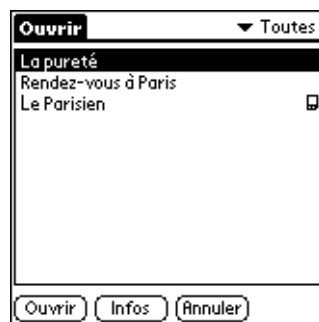 Ouvrir Toutes
La pureté
Rendez-vous à Paris
Le Parisien
Ouvrir Infos Annuler